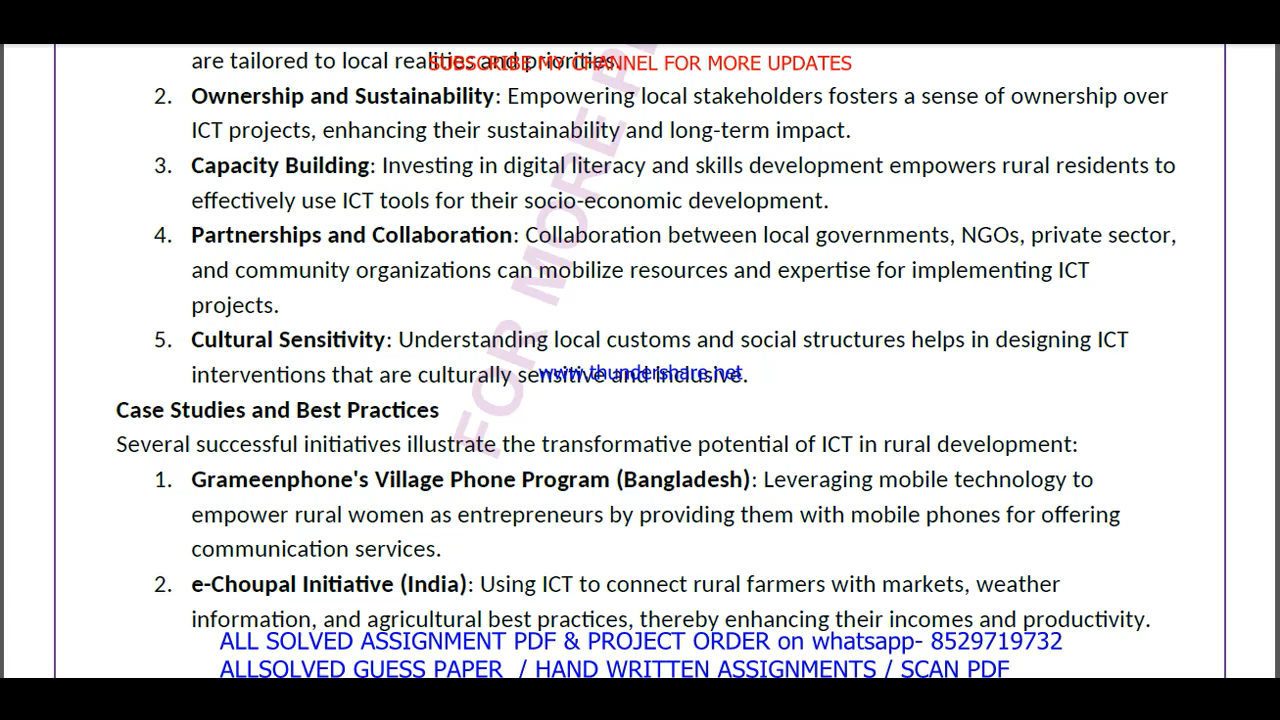 are tailored to local realities and priorities.
SUBSCRIBE MY CHANNEL FOR MORE UPDATES
2. Ownership and Sustainability: Empowering local stakeholders fosters a sense of ownership over
ICT projects, enhancing their sustainability and long-term impact.
3. Capacity Building: Investing in digital literacy and skills development empowers rural residents to
effectively use ICT tools for their socio-economic development.
4. Partnerships and Collaboration: Collaboration between local governments, NGOs, private sector,
and community organizations can mobilize resources and expertise for implementing ICT
projects.
5. Cultural Sensitivity: Understanding local customs and social structures helps in designing ICT
interventions that are culturally sensitive and inclusive.
www.thundershare.net
FOR MORE
Case Studies and Best Practices
Several successful initiatives illustrate the transformative potential of ICT in rural development:
1. Grameenphone's Village Phone Program (Bangladesh): Leveraging mobile technology to
empower rural women as entrepreneurs by providing them with mobile phones for offering
communication services.
2. e-Choupal Initiative (India): Using ICT to connect rural farmers with markets, weather
information, and agricultural best practices, thereby enhancing their incomes and productivity.
ALL SOLVED ASSIGNMENT PDF & PROJECT ORDER on whatsapp- 8529719732
ALLSOLVED GUESS PAPER / HAND WRITTEN ASSIGNMENTS / SCAN PDF